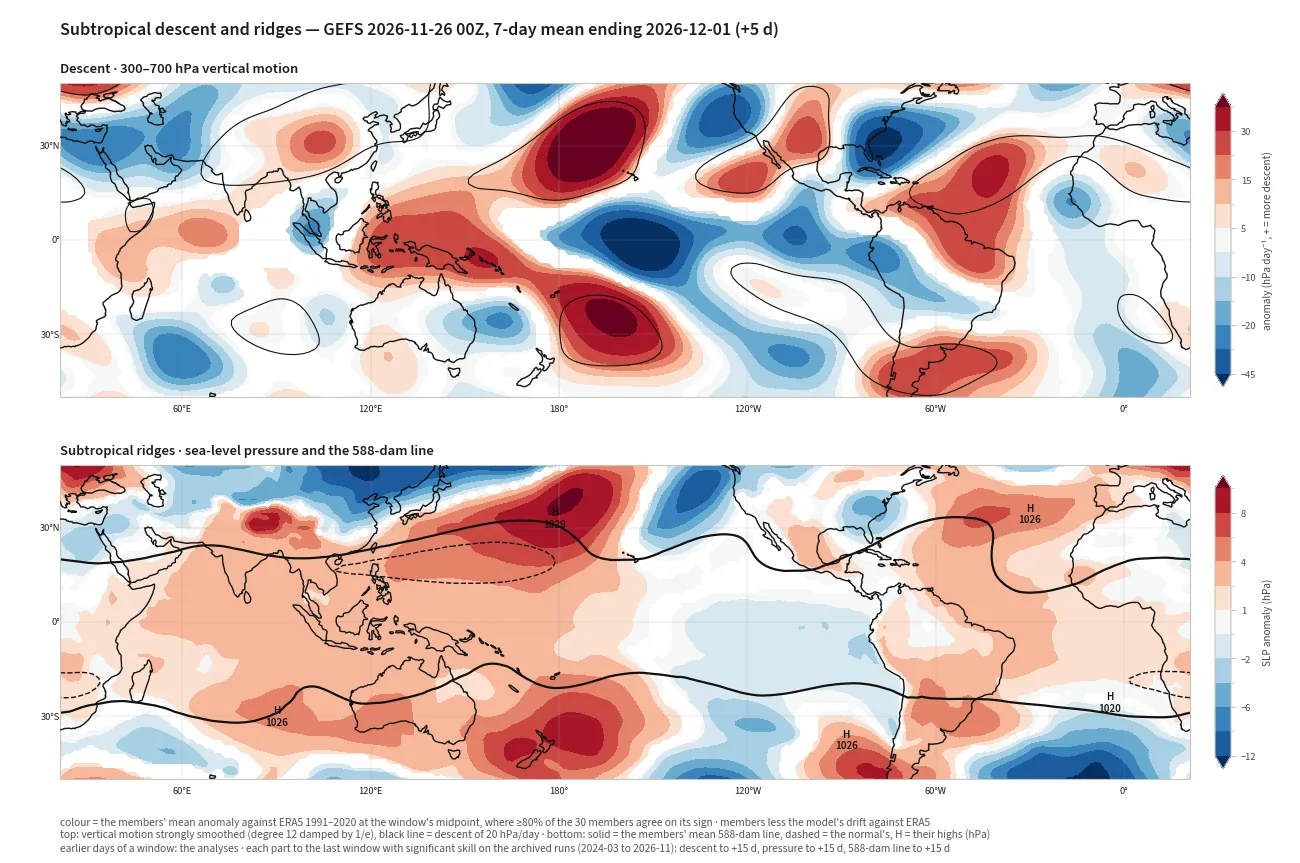 Subtropical descent and ridges — GEFS 2026-11-26 00Z, 7-day mean ending 2026-12-01 (+5 d)
Descent · 300–700 hPa vertical motion
30°N
0°
30°S
60°E
120°E
180°
120°W
60°W
0°
30
15
5
−10
−20
−45
anomaly (hPa day⁻¹, + = more descent)
Subtropical ridges · sea-level pressure and the 588-dam line
30°N
0°
30°S
H
1029
H
1026
H
1026
H
1020
H
1026
60°E
120°E
180°
120°W
60°W
0°
8
4
1
−2
−6
−12
SLP anomaly (hPa)
colour = the members' mean anomaly against ERA5 1991–2020 at the window's midpoint, where ≥80% of the 30 members agree on its sign · members less the model's drift against ERA5
top: vertical motion strongly smoothed (degree 12 damped by 1/e), black line = descent of 20 hPa/day · bottom: solid = the members' mean 588-dam line, dashed = the normal's, H = their highs (hPa)
earlier days of a window: the analyses · each part to the last window with significant skill on the archived runs (2024-03 to 2026-11): descent to +15 d, pressure to +15 d, 588-dam line to +15 d